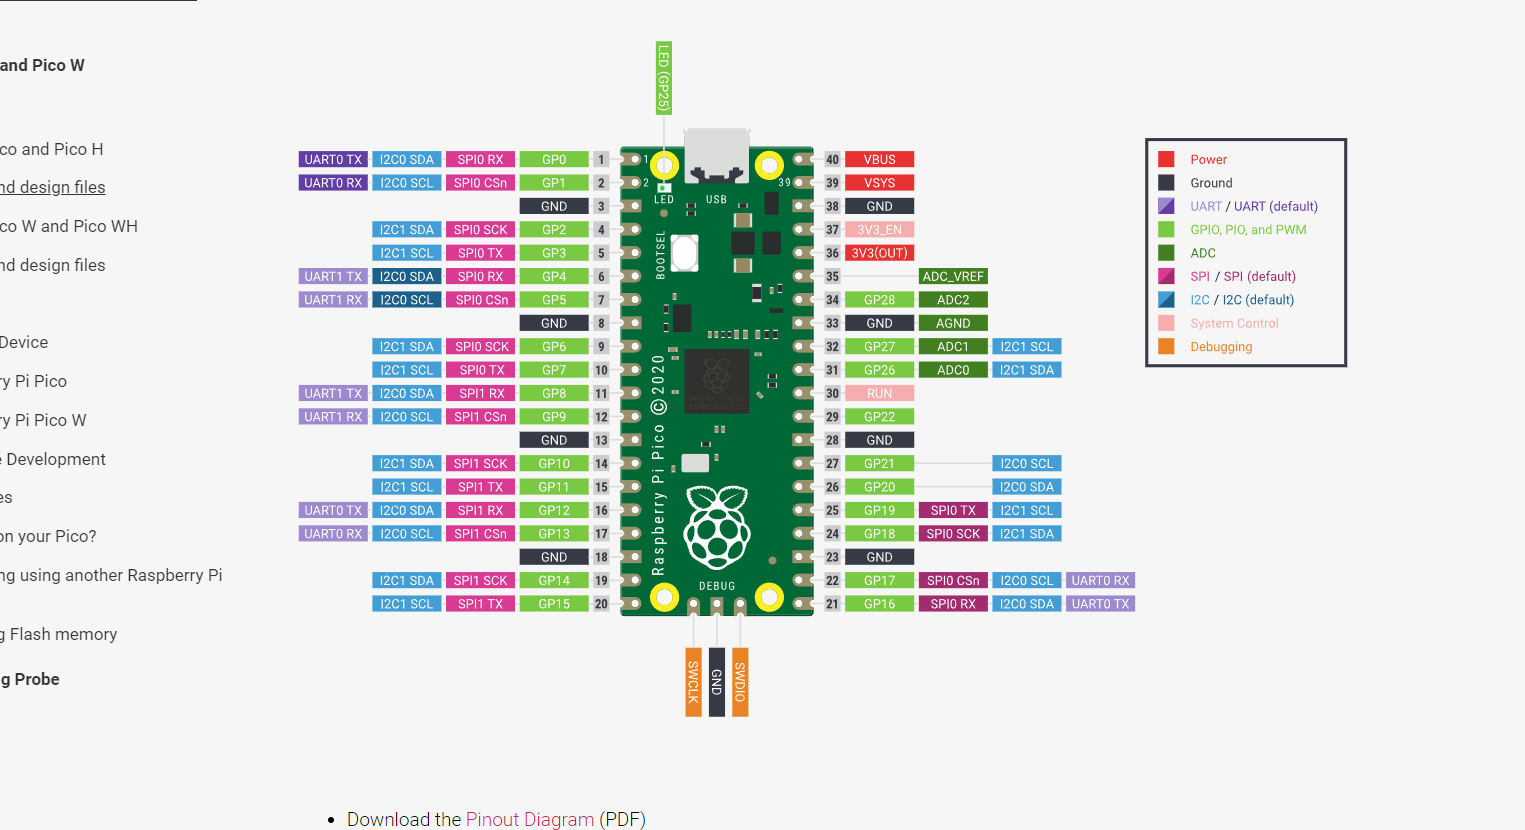 and Pico W
co and Pico H
nd design files
co W and Pico WH
nd design files
Device
ry Pi Pico
ry Pi Pico W
e Development
es
on your Pico?
ng using another Raspberry Pi
g Flash memory
g Probe
LED (GP25)
UART0 TX I2C0 SDA SPI0 RX GP0 1 1 40 VBUS
UART0 RX I2C0 SCL SPI0 CSn GP1 2 2 39 39 VSYS
LED USB
GND 3 38 GND
I2C1 SDA SPI0 SCK GP2 4 37 3V3_EN
I2C1 SCL SPI0 TX GP3 5 36 3V3(OUT)
BOOTSEL
UART1 TX I2C0 SDA SPI0 RX GP4 6 35 ADC_VREF
UART1 RX I2C0 SCL SPI0 CSn GP5 7 34 GP28 ADC2
GND 8 33 GND AGND
I2C1 SDA SPI0 SCK GP6 9 32 GP27 ADC1 I2C1 SCL
I2C1 SCL SPI0 TX GP7 10 31 GP26 ADC0 I2C1 SDA
UART1 TX I2C0 SDA SPI1 RX GP8 11 30 RUN
UART1 RX I2C0 SCL SPI1 CSn GP9 12 29 GP22
GND 13 28 GND
I2C1 SDA SPI1 SCK GP10 14 27 GP21 I2C0 SCL
I2C1 SCL SPI1 TX GP11 15 26 GP20 I2C0 SDA
UART0 TX I2C0 SDA SPI1 RX GP12 16 25 GP19 SPI0 TX I2C1 SCL
UART0 RX I2C0 SCL SPI1 CSn GP13 17 24 GP18 SPI0 SCK I2C1 SDA
GND 18 23 GND
I2C1 SDA SPI1 SCK GP14 19 22 GP17 SPI0 CSn I2C0 SCL UART0 RX
I2C1 SCL SPI1 TX GP15 20 21 GP16 SPI0 RX I2C0 SDA UART0 TX
Raspberry Pi Pico © 2020
DEBUG
SWCLK
GND
SWDIO
Power
Ground
UART / UART (default)
GPIO, PIO, and PWM
ADC
SPI / SPI (default)
I2C / I2C (default)
System Control
Debugging
• Download the Pinout Diagram (PDF)